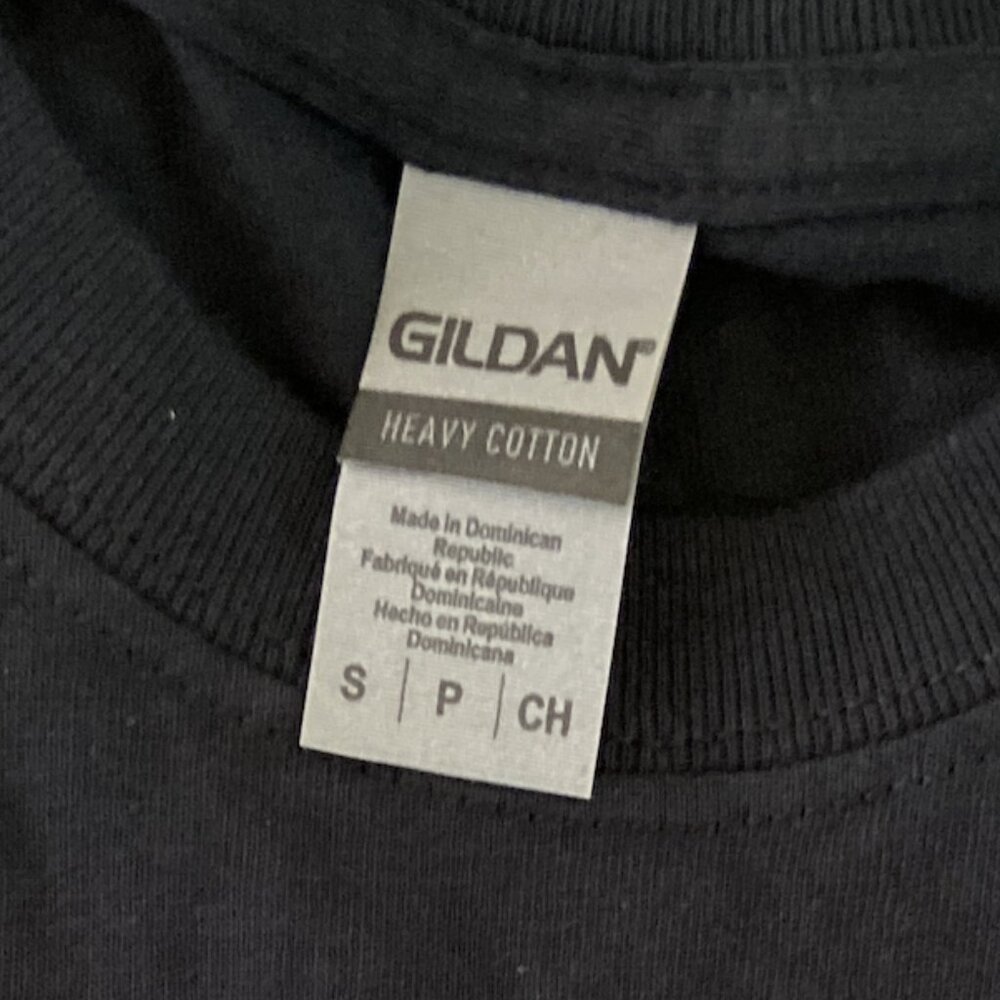 GILDAN®
HEAVY COTTON
Made in Dominican
Republic
Fabriqué en République
Dominicaine
Hecho en República
Dominicana
S | P | CH